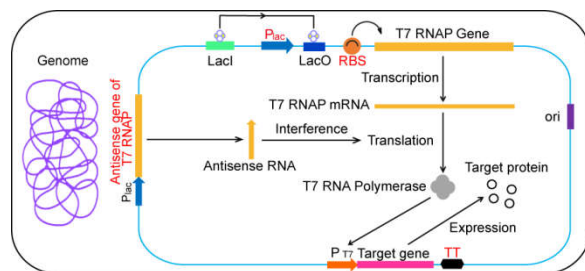 Genome
LacI
Plac
LacO
RBS
T7 RNAP Gene
Transcription
T7 RNAP mRNA
ori
Antisense gene of
T7 RNAP
Plac
Antisense RNA
Interference
Translation
Target protein
T7 RNA Polymerase
Expression
P T7
Target gene
TT